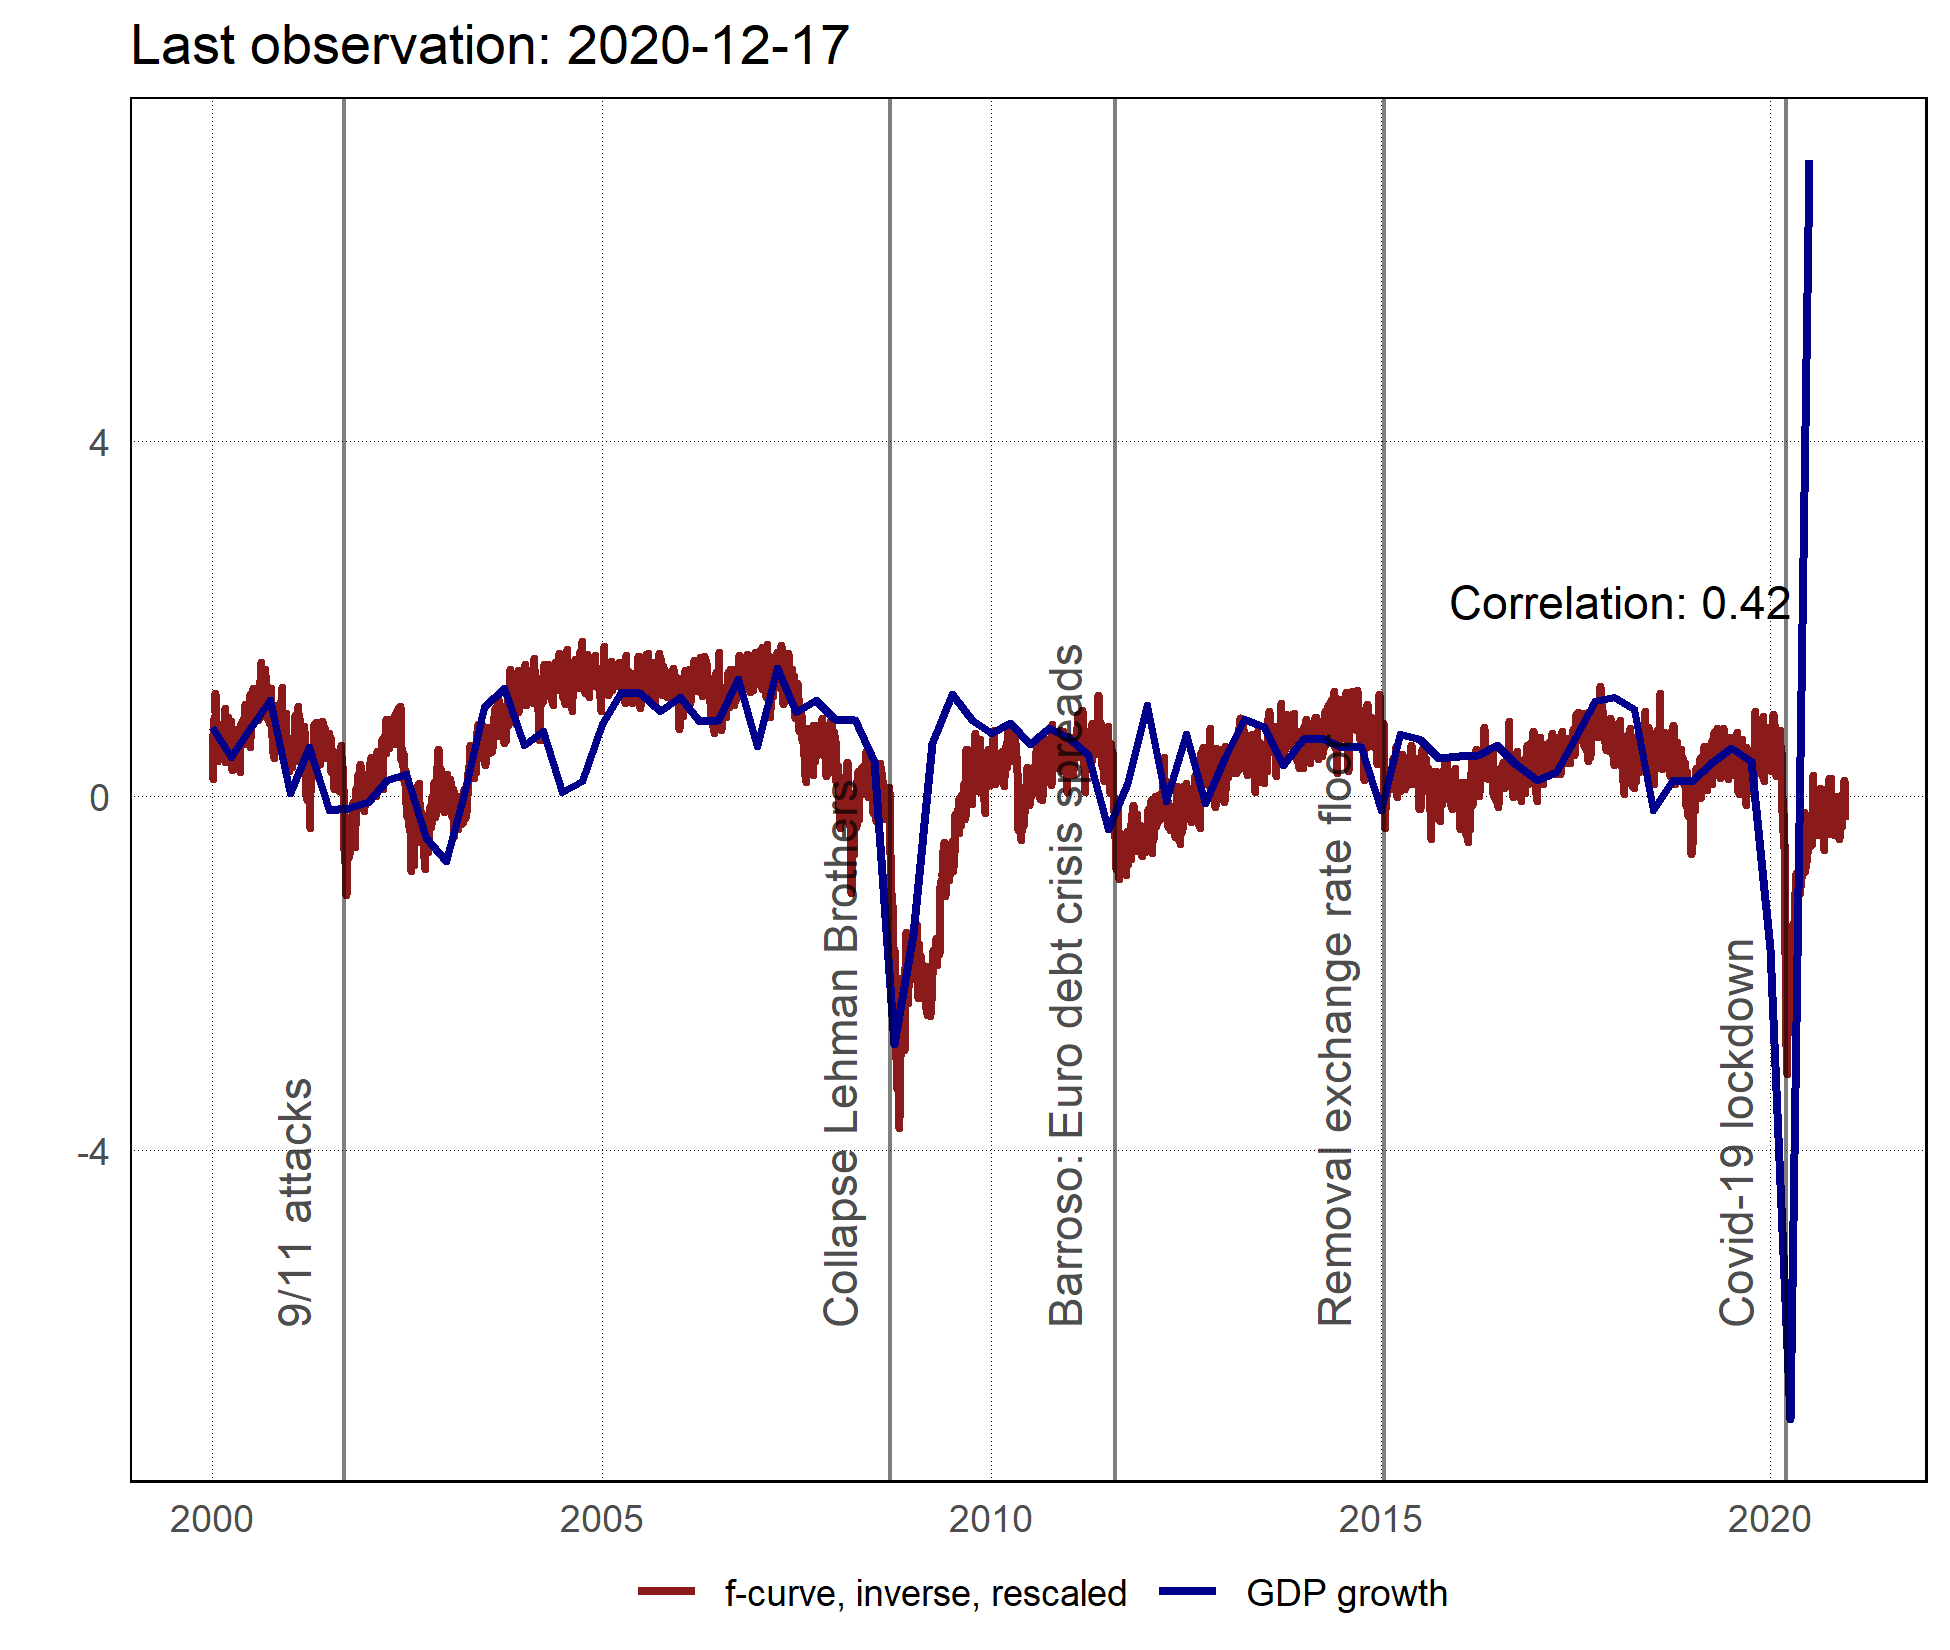 Last observation: 2020-12-17
4
0
-4
Correlation: 0.42
9/11 attacks
Collapse Lehman Brothers
Barroso: Euro debt crisis spreads
Removal exchange rate floor
Covid-19 lockdown
2000
2005
2010
2015
2020
f-curve, inverse, rescaled
GDP growth